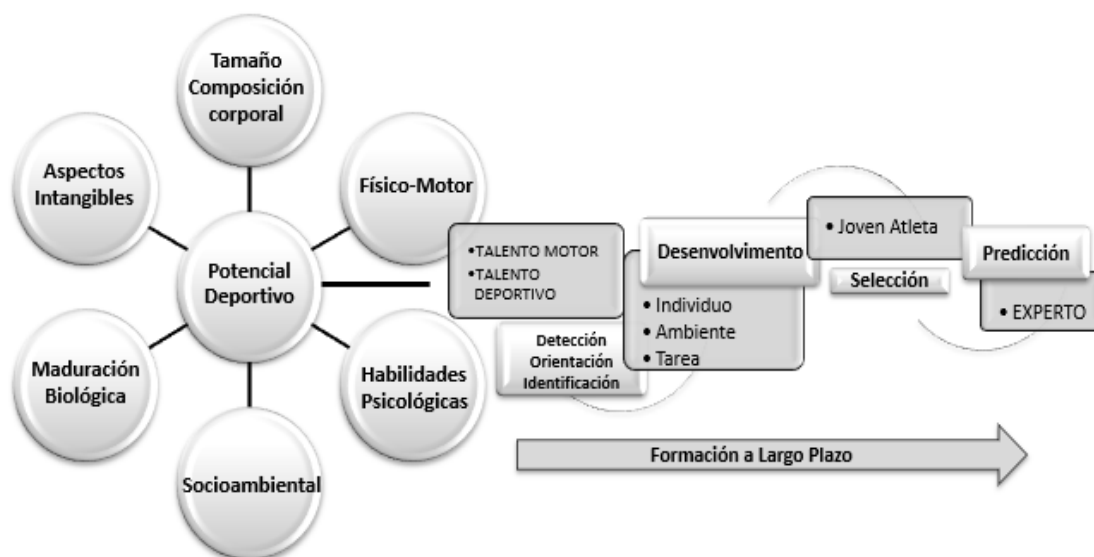 Tamaño
Composición
corporal
Aspectos
Intangibles
Físico-Motor
Potencial
Deportivo
Maduración
Biológica
Habilidades
Psicológicas
Socioambiental
•TALENTO MOTOR
•TALENTO
DEPORTIVO
Detección
Orientación
Identificación
Desenvolvimento
• Individuo
• Ambiente
• Tarea
• Joven Atleta
Selección
Predicción
• EXPERTO
Formación a Largo Plazo